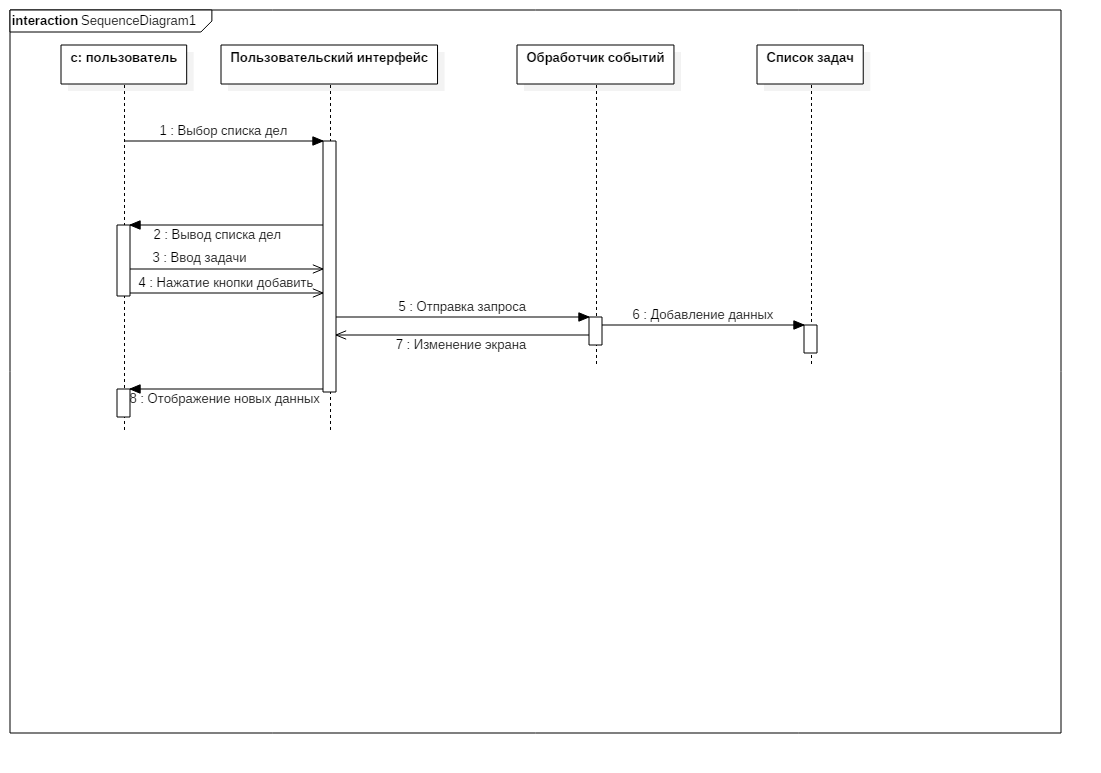 interaction SequenceDiagram1
с: пользователь
Пользовательский интерфейс
Обработчик событий
Список задач
1 : Выбор списка дел
2 : Вывод списка дел
3 : Ввод задачи
4 : Нажатие кнопки добавить
5 : Отправка запроса
6 : Добавление данных
7 : Изменение экрана
8 : Отображение новых данных